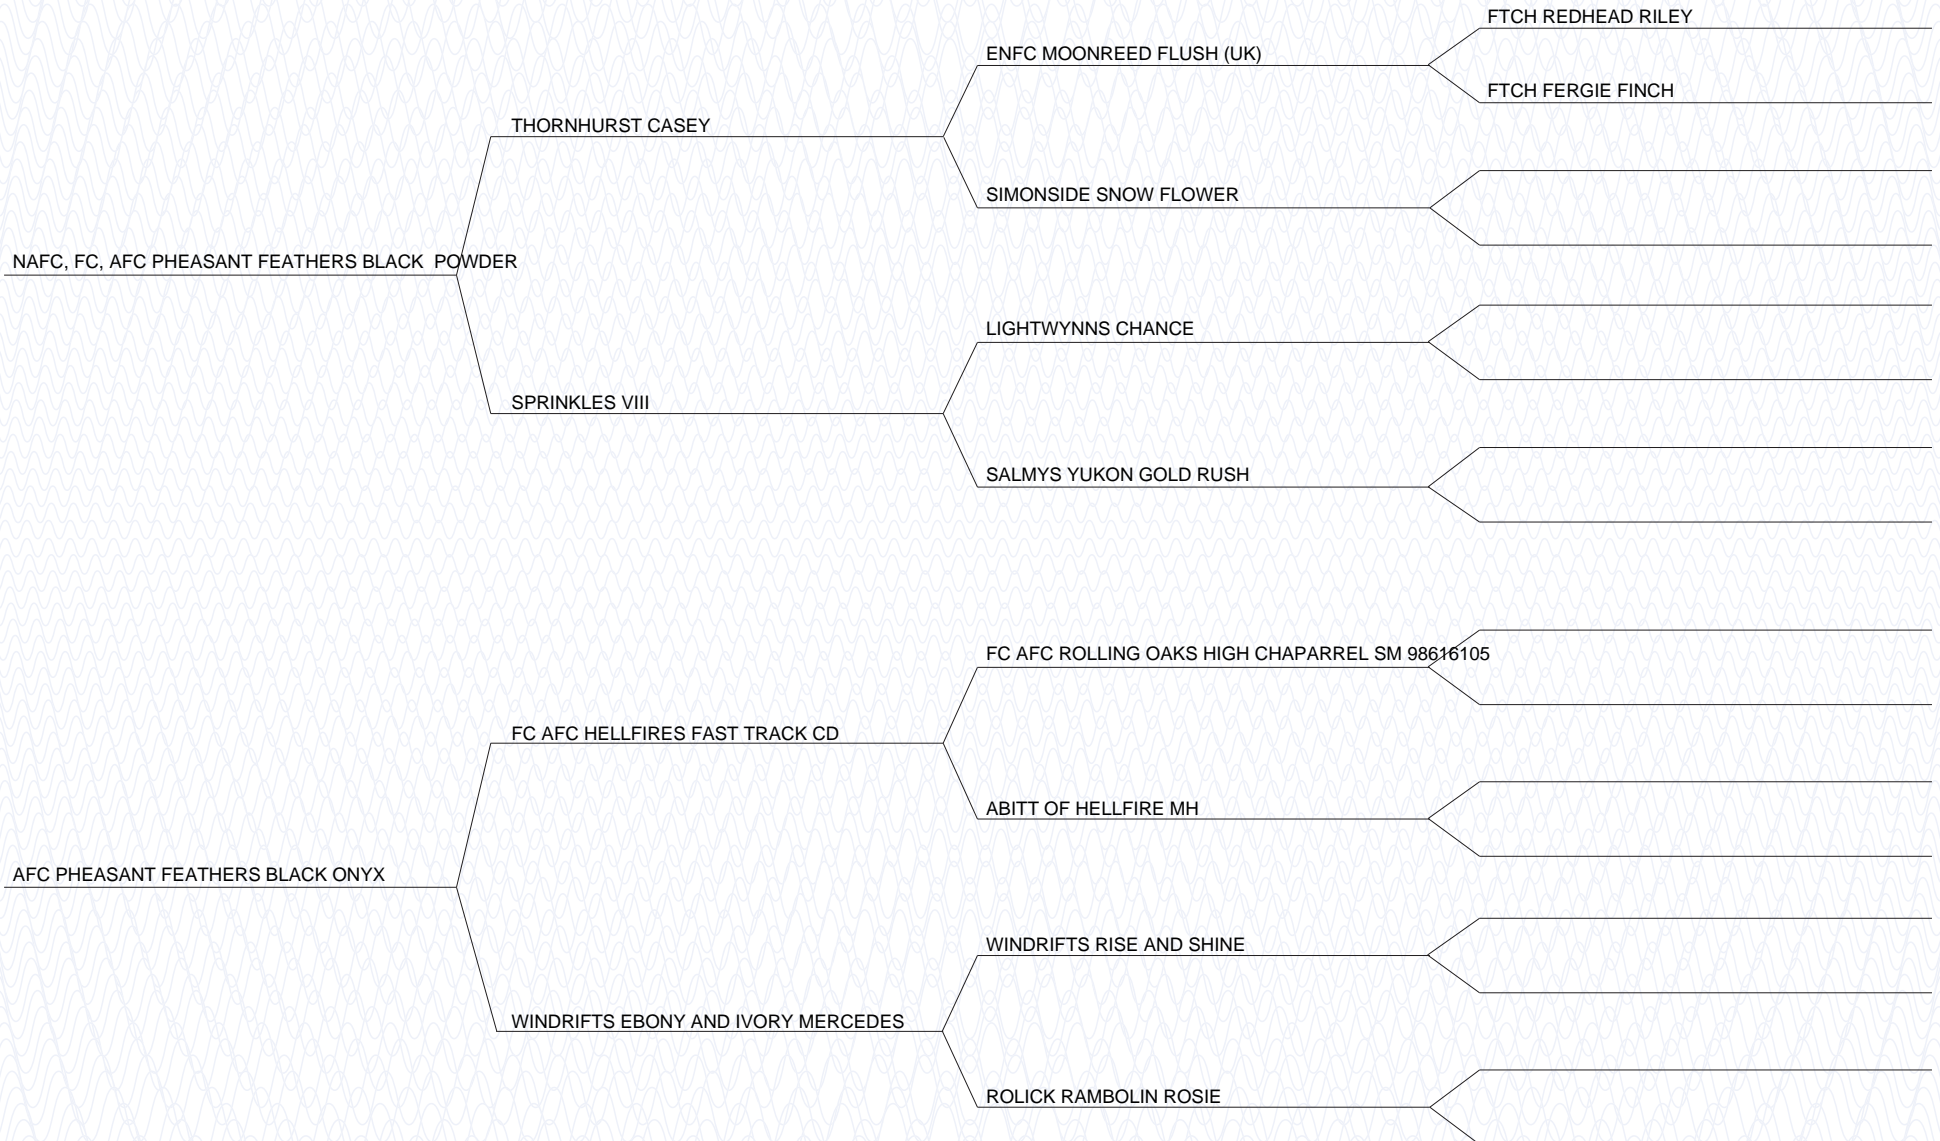 FTCH REDHEAD RILEY
ENFC MOONREED FLUSH (UK)
FTCH FERGIE FINCH
THORNHURST CASEY
SIMONSIDE SNOW FLOWER
NAFC, FC, AFC PHEASANT FEATHERS BLACK  POWDER
LIGHTWYNNS CHANCE
SPRINKLES VIII
SALMYS YUKON GOLD RUSH
FC AFC ROLLING OAKS HIGH CHAPARREL SM 98616105
FC AFC HELLFIRES FAST TRACK CD
ABITT OF HELLFIRE MH
AFC PHEASANT FEATHERS BLACK ONYX
WINDRIFTS RISE AND SHINE
WINDRIFTS EBONY AND IVORY MERCEDES
ROLICK RAMBOLIN ROSIE